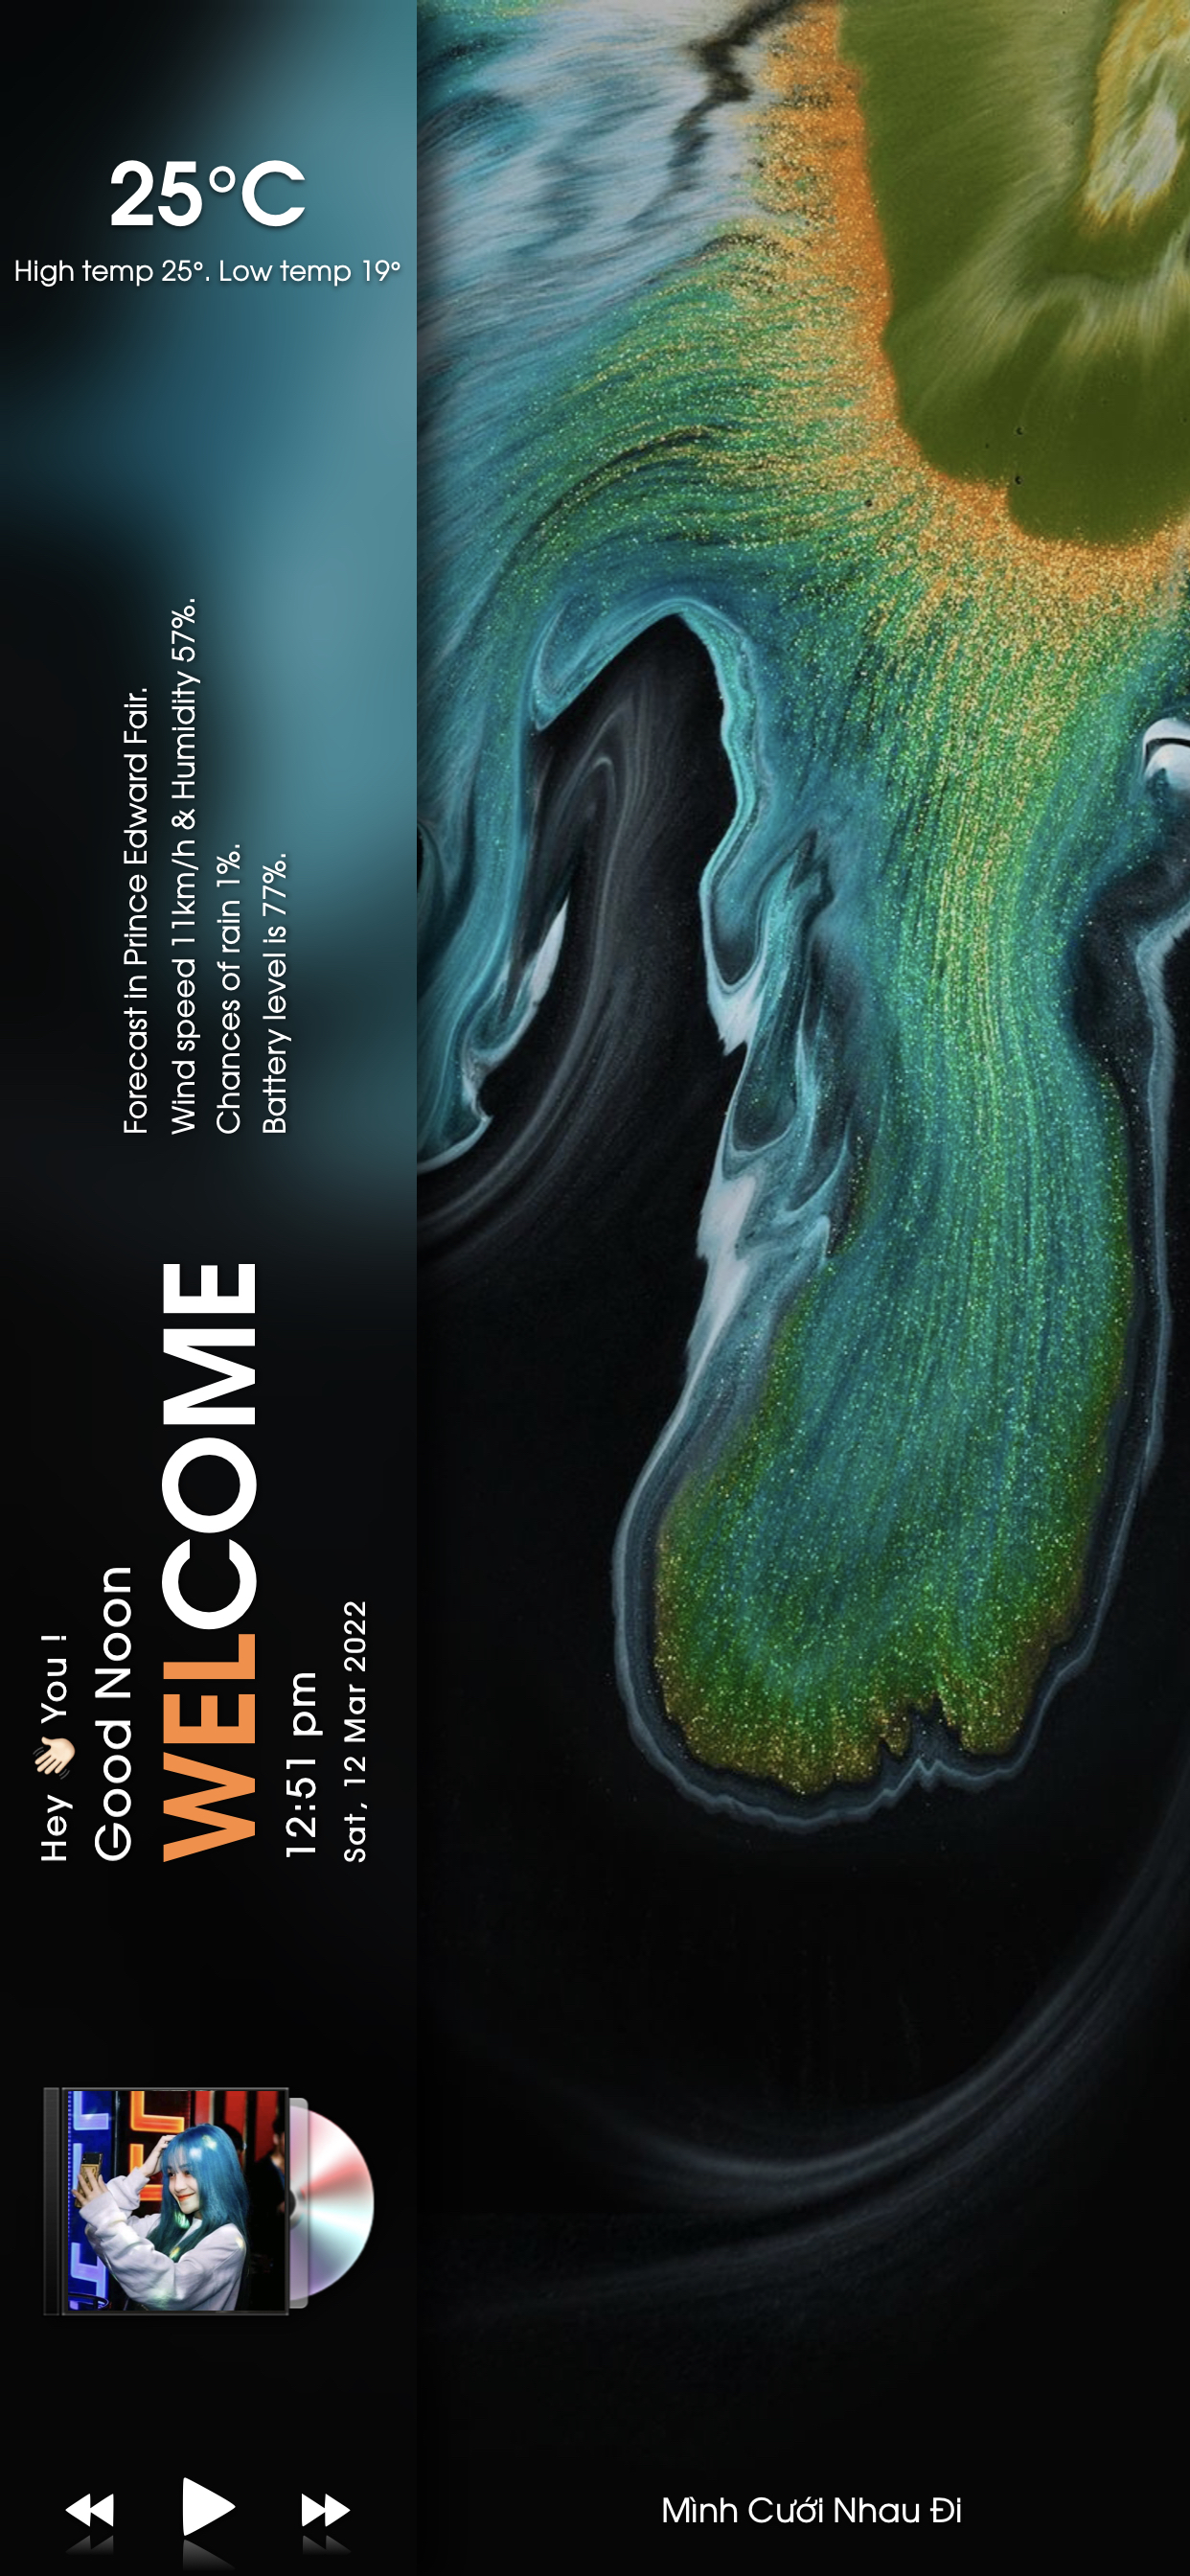 25°C
High temp 25°. Low temp 19°
Forecast in Prince Edward Fair.
Wind speed 11km/h & Humidity 57%.
Chances of rain 1%.
Battery level is 77%.
Hey 👋🏻 You !
Good Noon
WELCOME
12:51 pm
Sat, 12 Mar 2022
Mình Cưới Nhau Đi